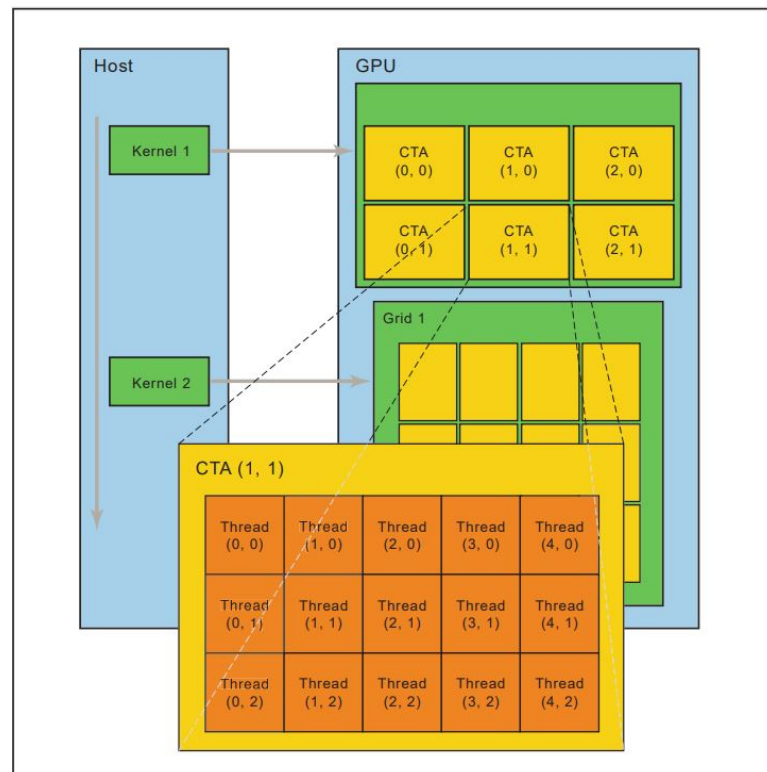 Host
GPU
Kernel 1
CTA
(0, 0)
CTA
(1, 0)
CTA
(2, 0)
CTA
(0, 1)
CTA
(1, 1)
CTA
(2, 1)
Grid 1
Kernel 2
CTA (1, 1)
Thread
(0, 0)
Thread
(1, 0)
Thread
(2, 0)
Thread
(3, 0)
Thread
(4, 0)
Thread
(0, 1)
Thread
(1, 1)
Thread
(2, 1)
Thread
(3, 1)
Thread
(4, 1)
Thread
(0, 2)
Thread
(1, 2)
Thread
(2, 2)
Thread
(3, 2)
Thread
(4, 2)